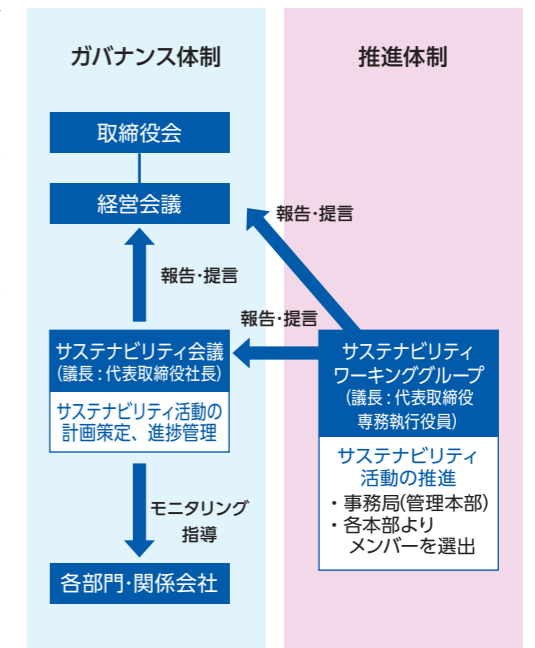 ガバナンス体制
取締役会
経営会議
報告・提言
サステナビリティ会議
(議長：代表取締役社長)
サステナビリティ活動の
計画策定、進捗管理
モニタリング
指導
各部門・関係会社
推進体制
報告・提言
報告・提言
サステナビリティ
ワーキンググループ
(議長：代表取締役
専務執行役員)
サステナビリティ
活動の推進
・事務局(管理本部)
・各本部より
メンバーを選出